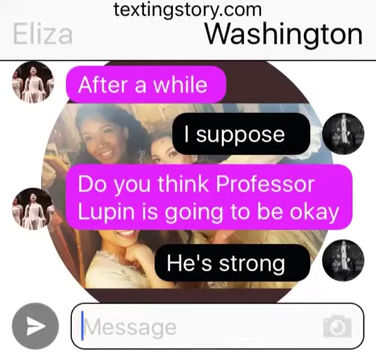 textingstory.com
Eliza
Washington
After a while
I suppose
Do you think Professor
Lupin is going to be okay
He's strong
Message